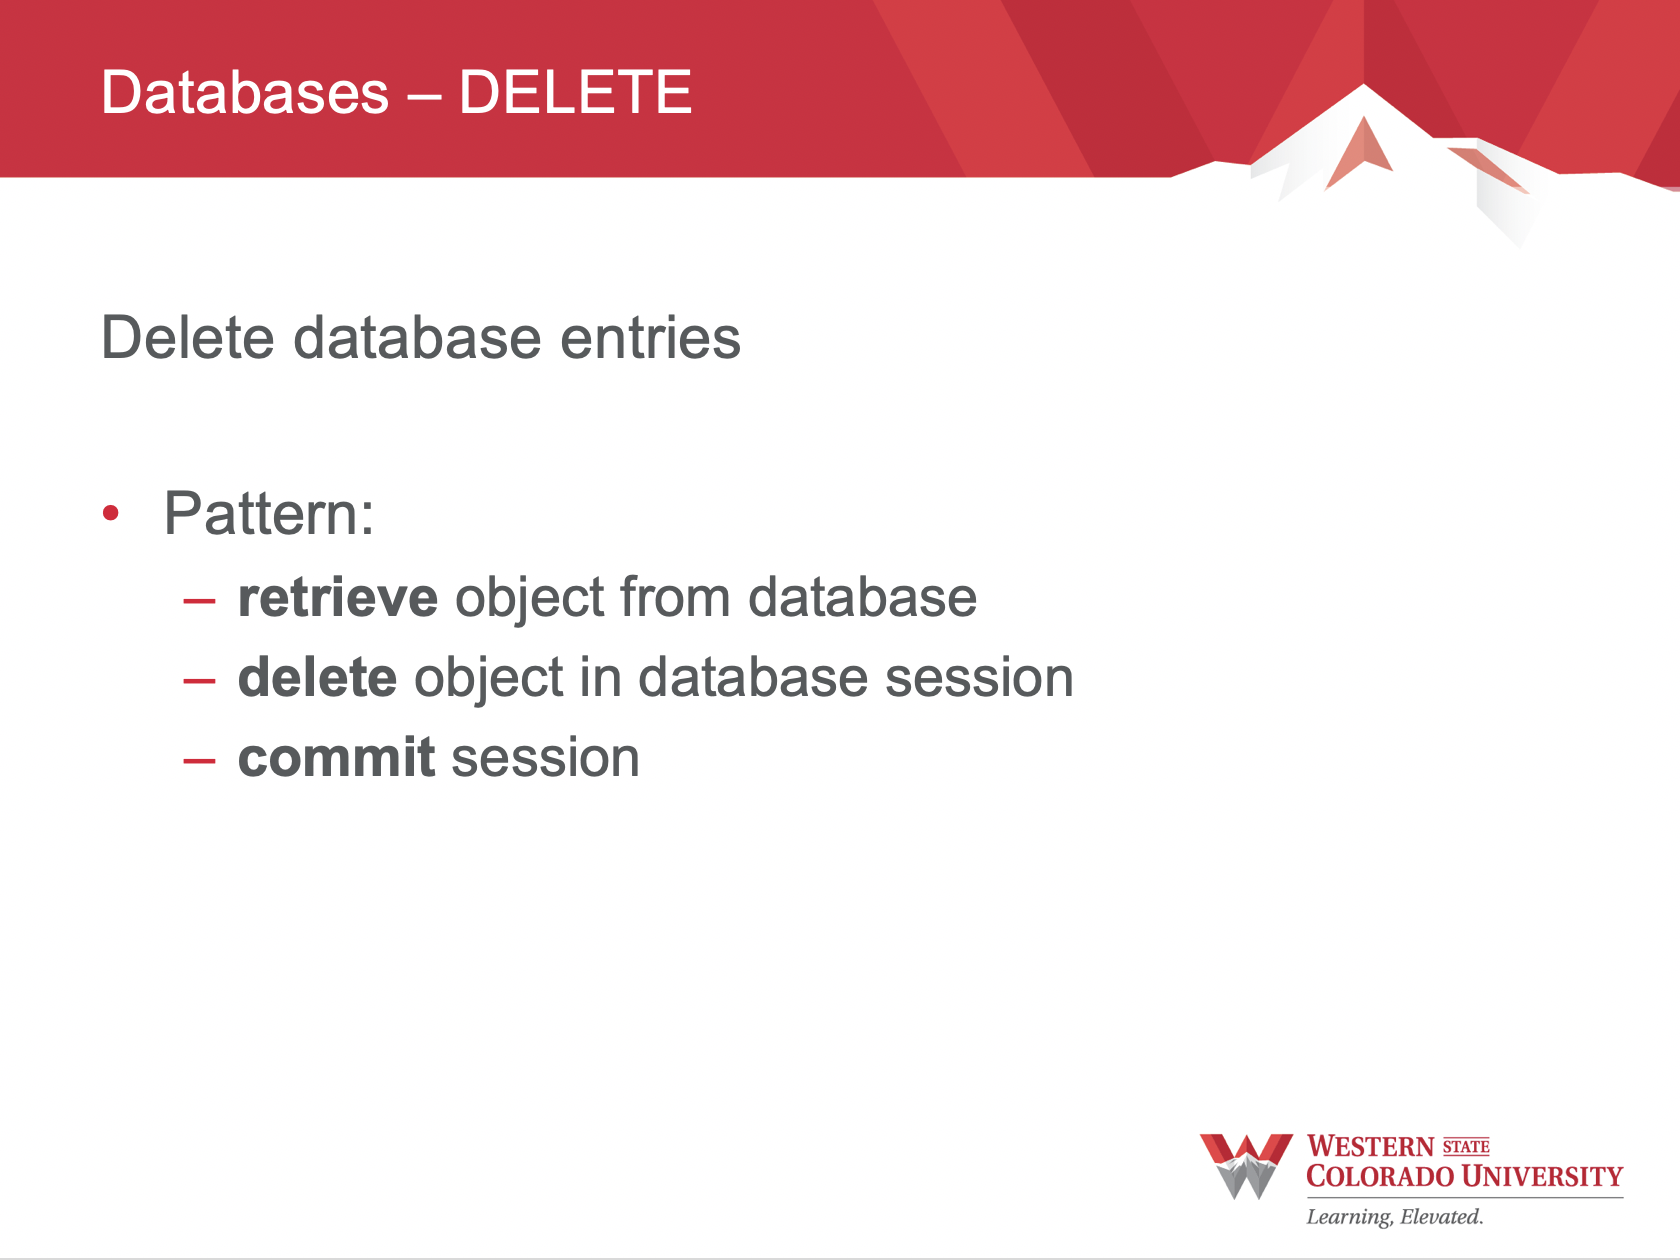 Databases – DELETE
Delete database entries
• Pattern:
– retrieve object from database
– delete object in database session
– commit session
WESTERN STATE
COLORADO UNIVERSITY
Learning, Elevated.